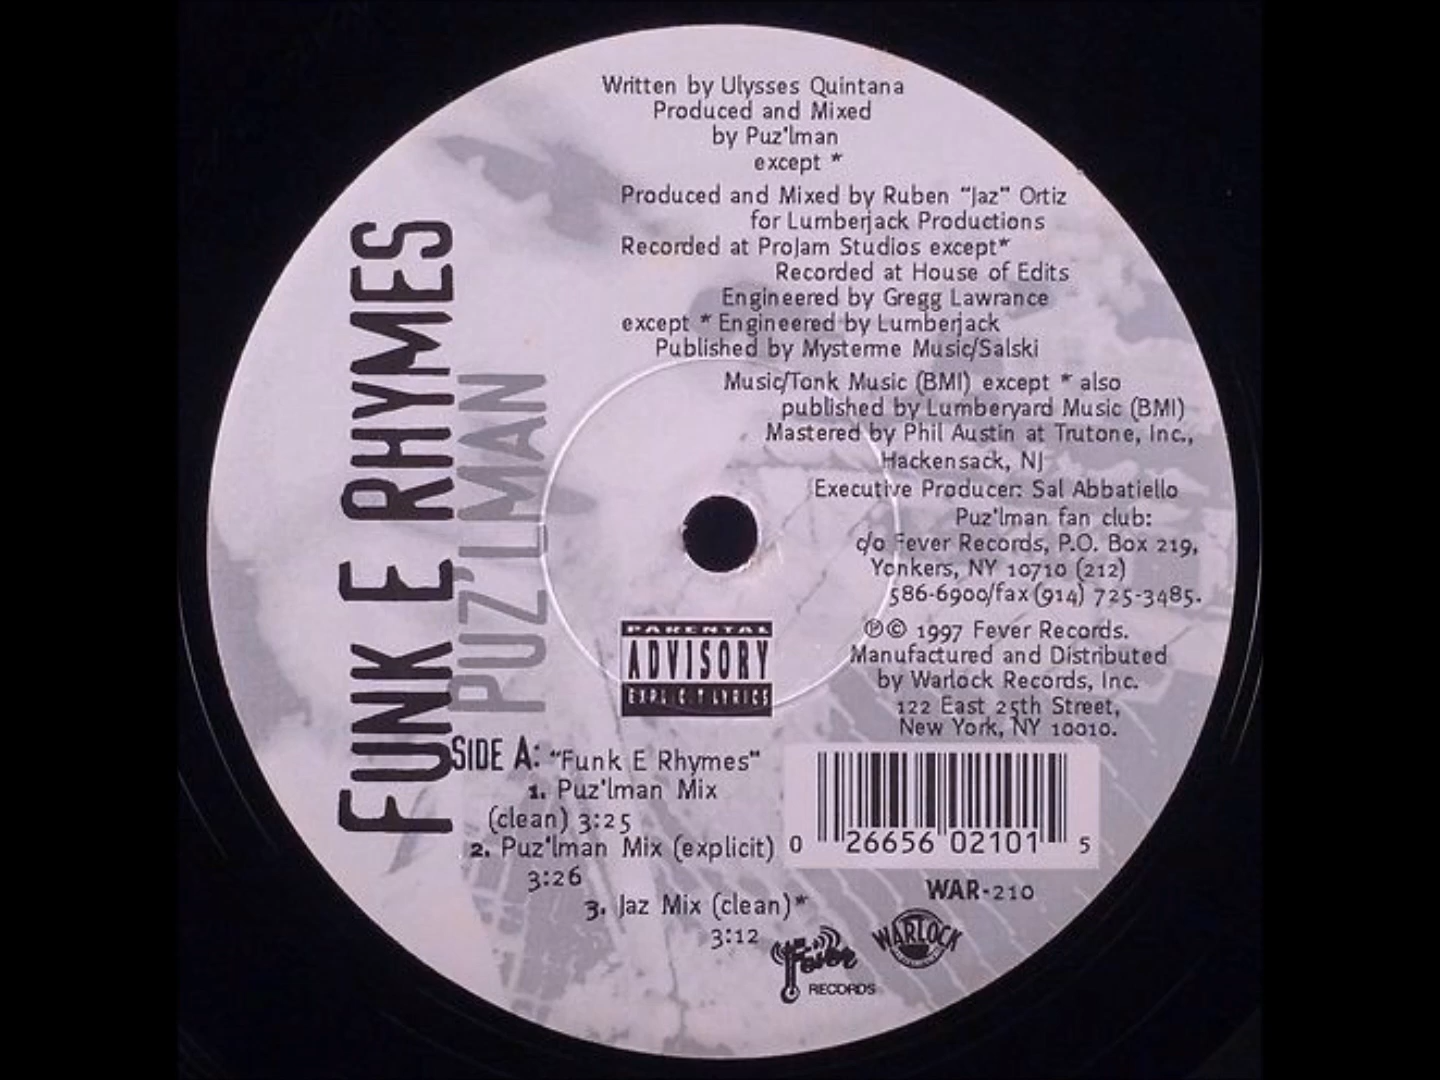 Written by Ulysses Quintana
Produced and Mixed
by Puz'lman
except *
Produced and Mixed by Ruben "Jaz" Ortiz
for Lumberjack Productions
Recorded at ProJam Studios except*
Recorded at House of Edits
Engineered by Gregg Lawrance
except * Engineered by Lumberjack
Published by Mysterme Music/Salski
Music/Tonk Music (BMI) except * also
published by Lumberyard Music (BMI)
Mastered by Phil Austin at Trutone, Inc.,
Hackensack, NJ
Executive Producer: Sal Abbatiello
Puz'lman fan club:
c/o Fever Records, P.O. Box 219,
Yonkers, NY 10710 (212)
586-6900/fax (914) 725-3485.
℗© 1997 Fever Records.
Manufactured and Distributed
by Warlock Records, Inc.
122 East 25th Street,
New York, NY 10010.
FUNK E RHYMES
PUZ'LMAN
PARENTAL
ADVISORY
EXPLICIT LYRICS
SIDE A: "Funk E Rhymes"
1. Puz'lman Mix
(clean) 3:25
2. Puz'lman Mix (explicit)
3:26
3. Jaz Mix (clean)*
3:12
0 26656 02101 5
WAR-210
Fever
RECORDS
WARLOCK